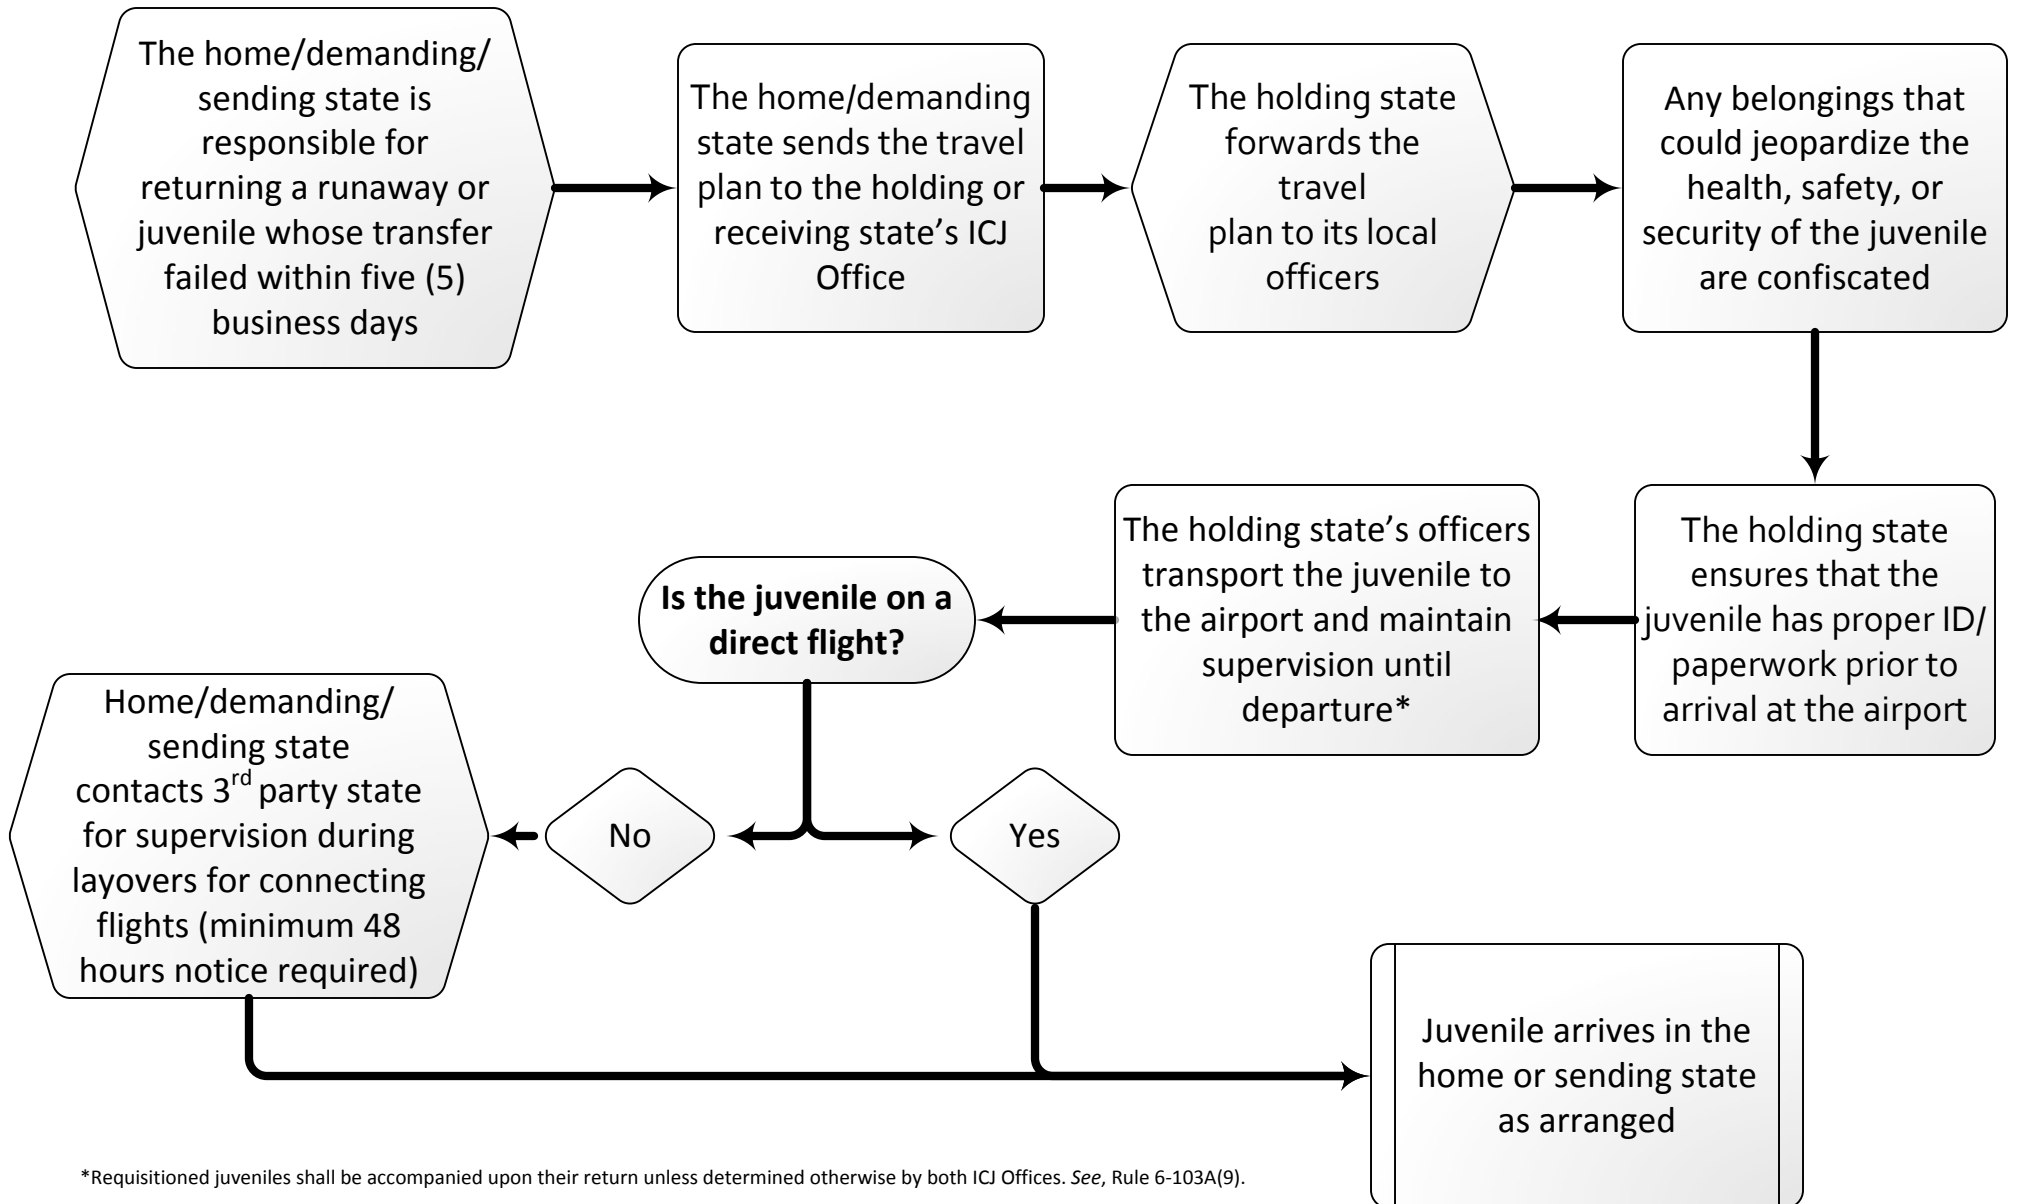 The home/demanding/
sending state is
responsible for
returning a runaway or
juvenile whose transfer
failed within five (5)
business days
The home/demanding
state sends the travel
plan to the holding or
receiving state’s ICJ
Office
The holding state
forwards the
travel
plan to its local
officers
Any belongings that
could jeopardize the
health, safety, or
security of the juvenile
are confiscated
The holding state
ensures that the
juvenile has proper ID/
paperwork prior to
arrival at the airport
The holding state’s officers
transport the juvenile to
the airport and maintain
supervision until
departure*
Is the juvenile on a
direct flight?
No
Yes
Home/demanding/
sending state
contacts 3rd party state
for supervision during
layovers for connecting
flights (minimum 48
hours notice required)
Juvenile arrives in the
home or sending state
as arranged
*Requisitioned juveniles shall be accompanied upon their return unless determined otherwise by both ICJ Offices. See, Rule 6-103A(9).